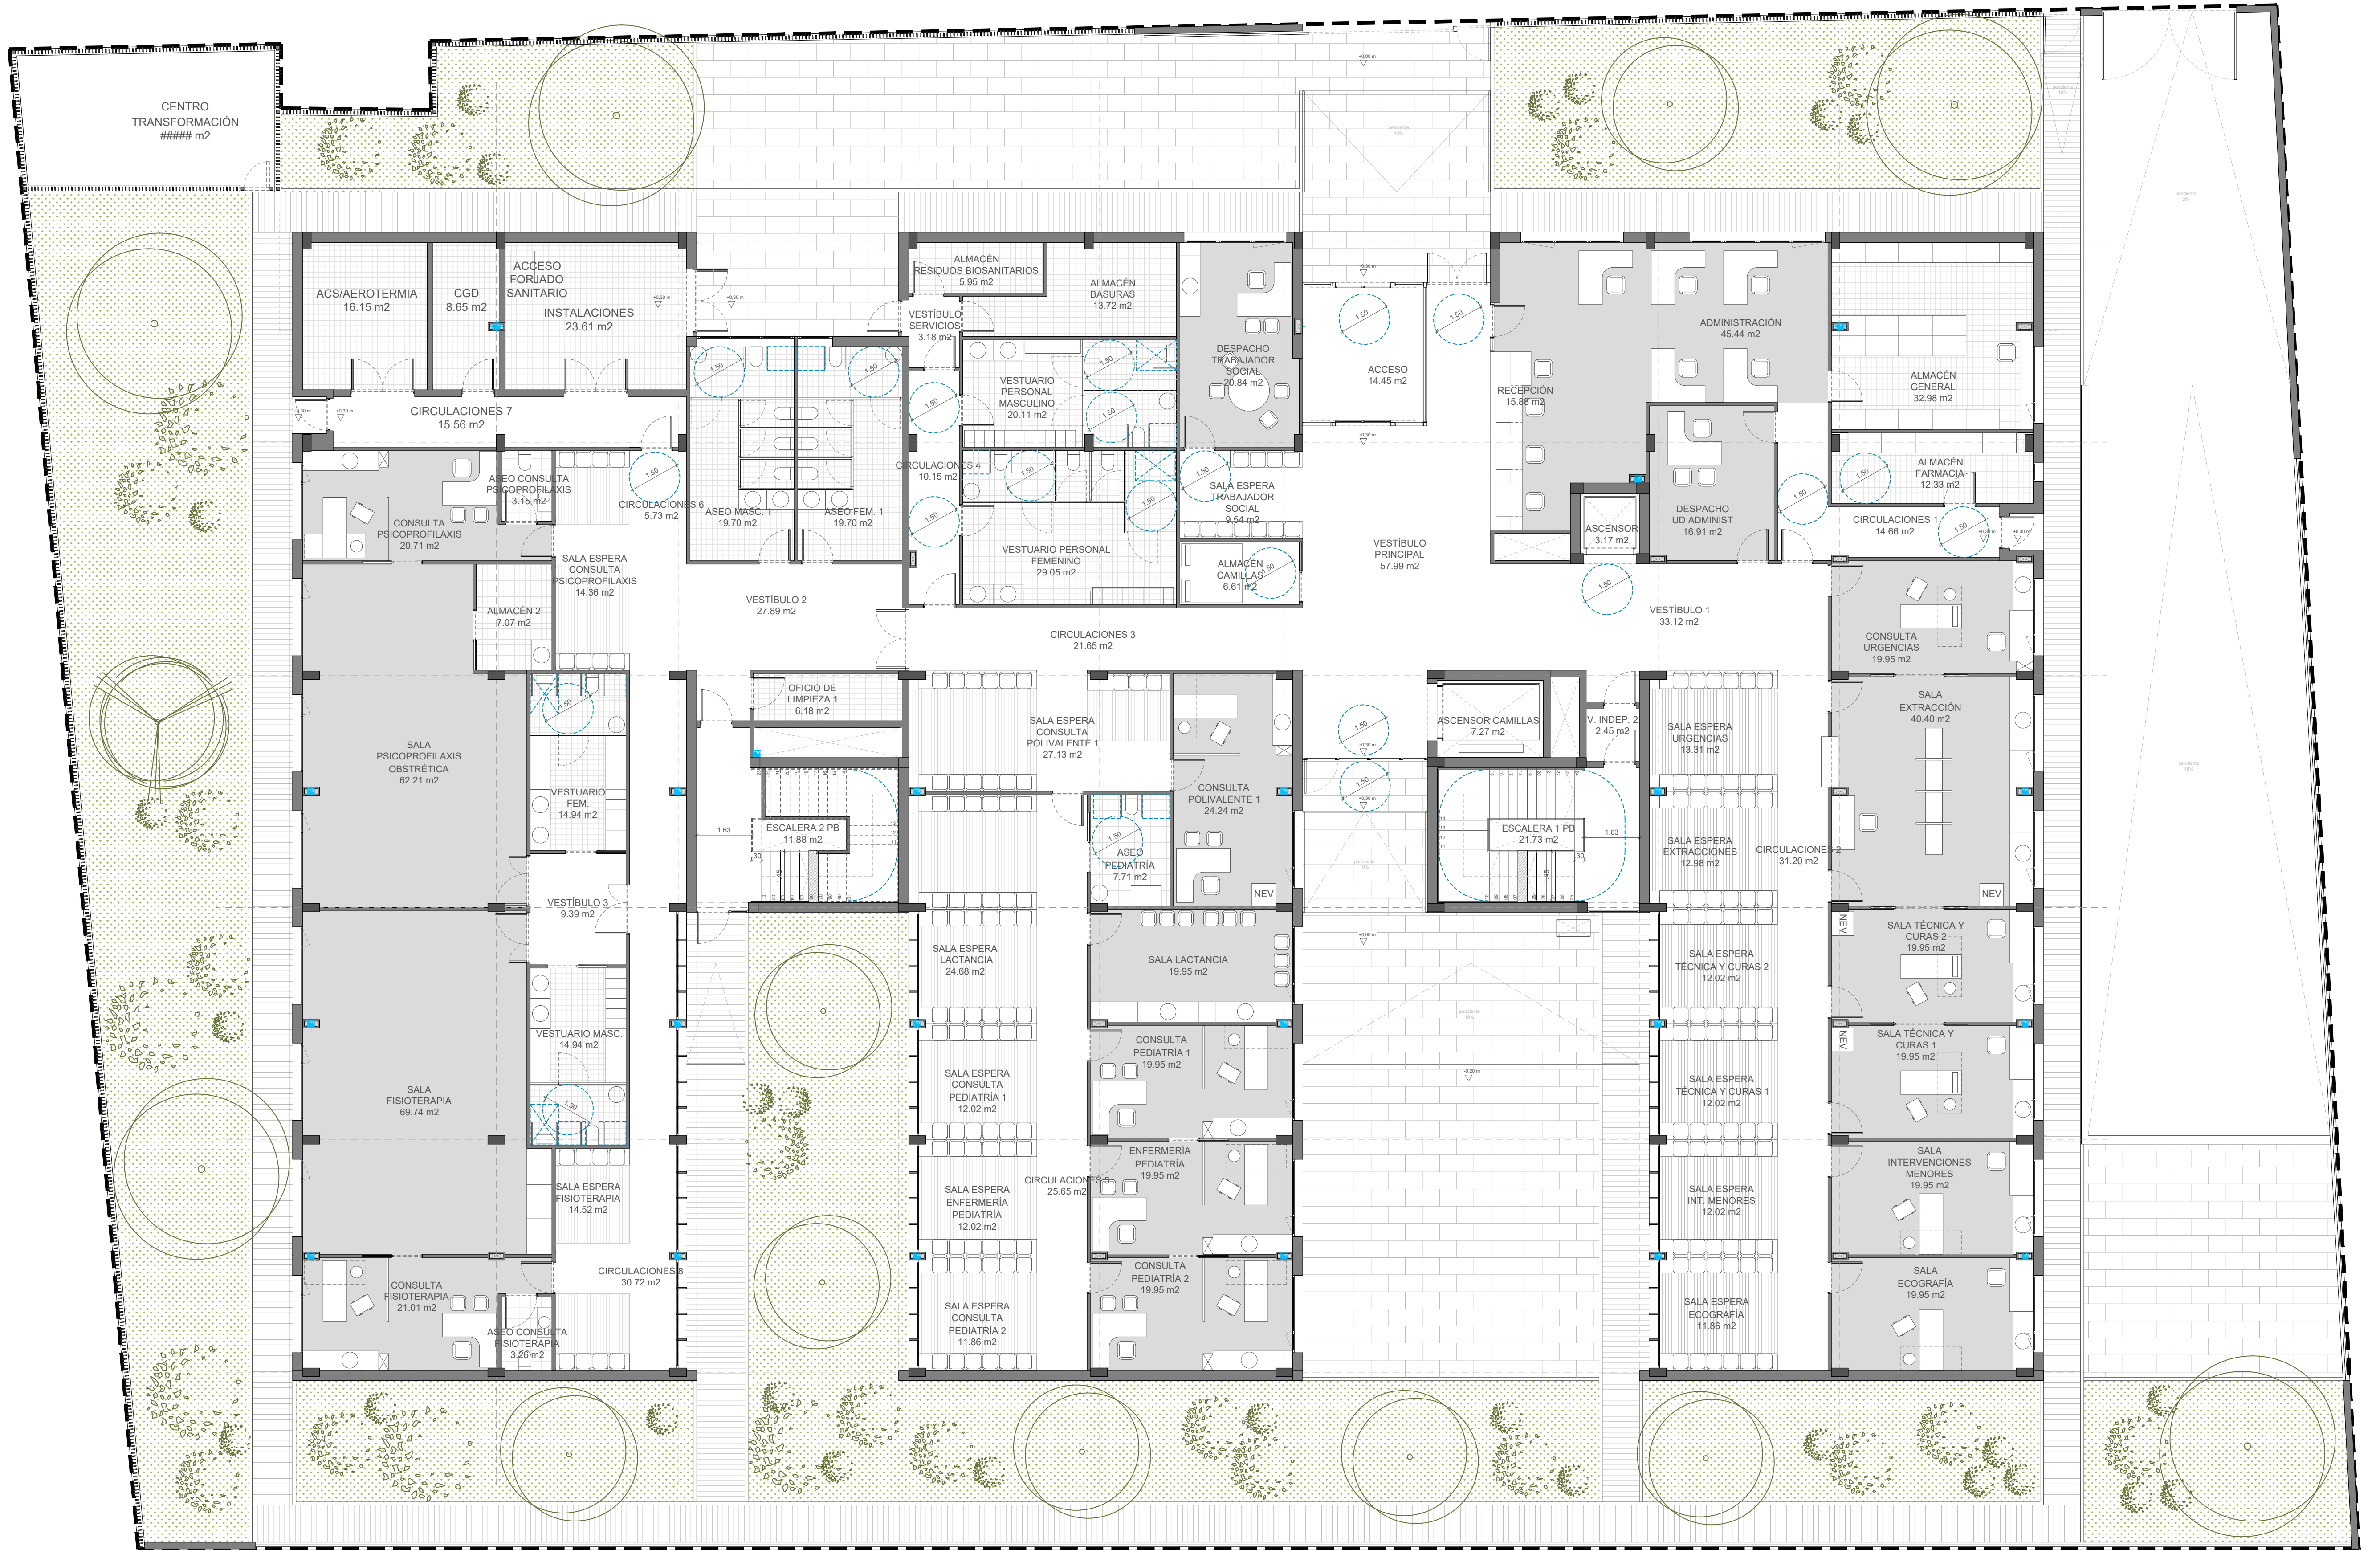 CENTRO
TRANSFORMACIÓN
##### m2
ACS/AEROTERMIA
16.15 m2
CGD
8.65 m2
ACCESO
FORJADO
SANITARIO
INSTALACIONES
23.61 m2
CIRCULACIONES 7
15.56 m2
ALMACÉN
RESIDUOS BIOSANITARIOS
5.95 m2
ALMACÉN
BASURAS
13.72 m2
VESTÍBULO
SERVICIOS
3.18 m2
VESTUARIO
PERSONAL
MASCULINO
20.11 m2
DESPACHO
TRABAJADOR
SOCIAL
20.84 m2
ACCESO
14.45 m2
RECEPCIÓN
15.88 m2
ADMINISTRACIÓN
45.44 m2
ALMACÉN
GENERAL
32.98 m2
ALMACÉN
FARMACIA
12.33 m2
CIRCULACIONES 1
14.66 m2
DESPACHO
UD ADMINIST
16.91 m2
ASCENSOR
3.17 m2
VESTÍBULO
PRINCIPAL
57.99 m2
SALA ESPERA
TRABAJADOR
SOCIAL
9.54 m2
ALMACÉN
CAMILLAS
6.61 m2
VESTUARIO PERSONAL
FEMENINO
29.05 m2
CIRCULACIONES 4
10.15 m2
ASEO MASC. 1
19.70 m2
ASEO FEM. 1
19.70 m2
CIRCULACIONES 6
5.73 m2
ASEO CONSULTA
PSICOPROFILAXIS
3.15 m2
CONSULTA
PSICOPROFILAXIS
20.71 m2
SALA ESPERA
CONSULTA
PSICOPROFILAXIS
14.36 m2
ALMACÉN 2
7.07 m2
VESTÍBULO 2
27.89 m2
CIRCULACIONES 3
21.65 m2
VESTÍBULO 1
33.12 m2
CONSULTA
URGENCIAS
19.95 m2
OFICIO DE
LIMPIEZA 1
6.18 m2
SALA
PSICOPROFILAXIS
OBSTRÉTICA
62.21 m2
VESTUARIO
FEM.
14.94 m2
ESCALERA 2 PB
11.88 m2
1.63
.30
1.45
SALA ESPERA
CONSULTA
POLIVALENTE 1
27.13 m2
CONSULTA
POLIVALENTE 1
24.24 m2
NEV
ASEO
PEDIATRÍA
7.71 m2
ASCENSOR CAMILLAS
7.27 m2
V. INDEP. 2
2.45 m2
ESCALERA 1 PB
21.73 m2
1.63
.30
1.45
SALA ESPERA
URGENCIAS
13.31 m2
SALA ESPERA
EXTRACCIONES
12.98 m2
CIRCULACIONES 2
31.20 m2
SALA
EXTRACCIÓN
40.40 m2
NEV
VESTÍBULO 3
9.39 m2
SALA ESPERA
LACTANCIA
24.68 m2
SALA LACTANCIA
19.95 m2
SALA ESPERA
TÉCNICA Y CURAS 2
12.02 m2
NEV
SALA TÉCNICA Y
CURAS 2
19.95 m2
VESTUARIO MASC.
14.94 m2
SALA
FISIOTERAPIA
69.74 m2
SALA ESPERA
CONSULTA
PEDIATRÍA 1
12.02 m2
CONSULTA
PEDIATRÍA 1
19.95 m2
SALA ESPERA
TÉCNICA Y CURAS 1
12.02 m2
NEV
SALA TÉCNICA Y
CURAS 1
19.95 m2
SALA ESPERA
FISIOTERAPIA
14.52 m2
SALA ESPERA
ENFERMERÍA
PEDIATRÍA
12.02 m2
CIRCULACIONES 5
25.65 m2
ENFERMERÍA
PEDIATRÍA
19.95 m2
SALA ESPERA
INT. MENORES
12.02 m2
SALA
INTERVENCIONES
MENORES
19.95 m2
CONSULTA
FISIOTERAPIA
21.01 m2
CIRCULACIONES 8
30.72 m2
ASEO CONSULTA
FISIOTERAPIA
3.26 m2
SALA ESPERA
CONSULTA
PEDIATRÍA 2
11.86 m2
CONSULTA
PEDIATRÍA 2
19.95 m2
SALA ESPERA
ECOGRAFÍA
11.86 m2
SALA
ECOGRAFÍA
19.95 m2